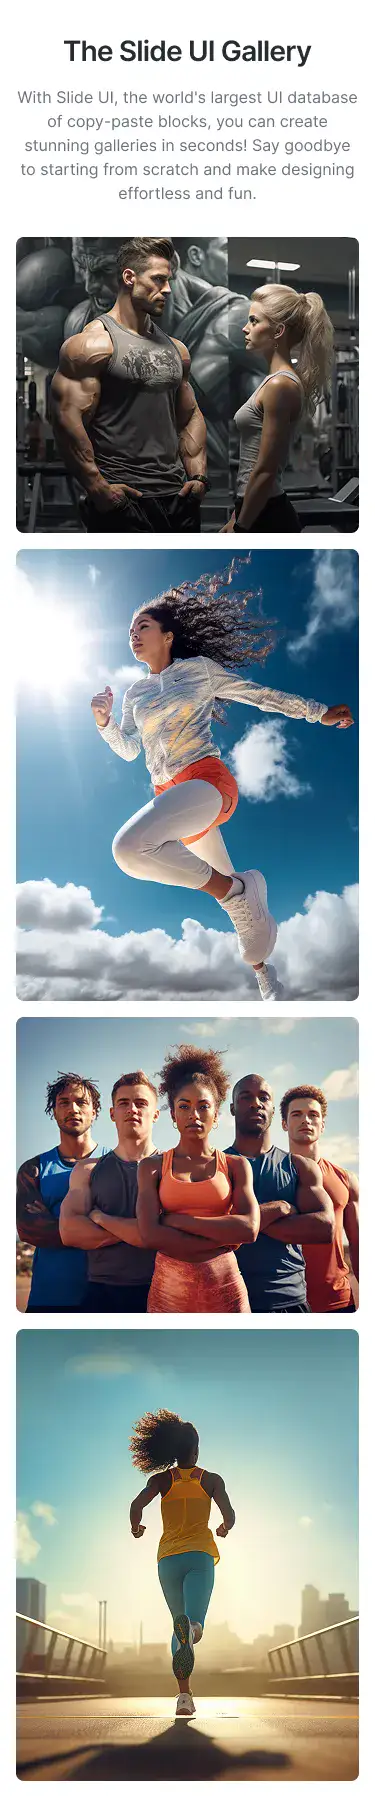 The Slide UI Gallery
With Slide UI, the world's largest UI database
of copy-paste blocks, you can create
stunning galleries in seconds! Say goodbye
to starting from scratch and make designing
effortless and fun.